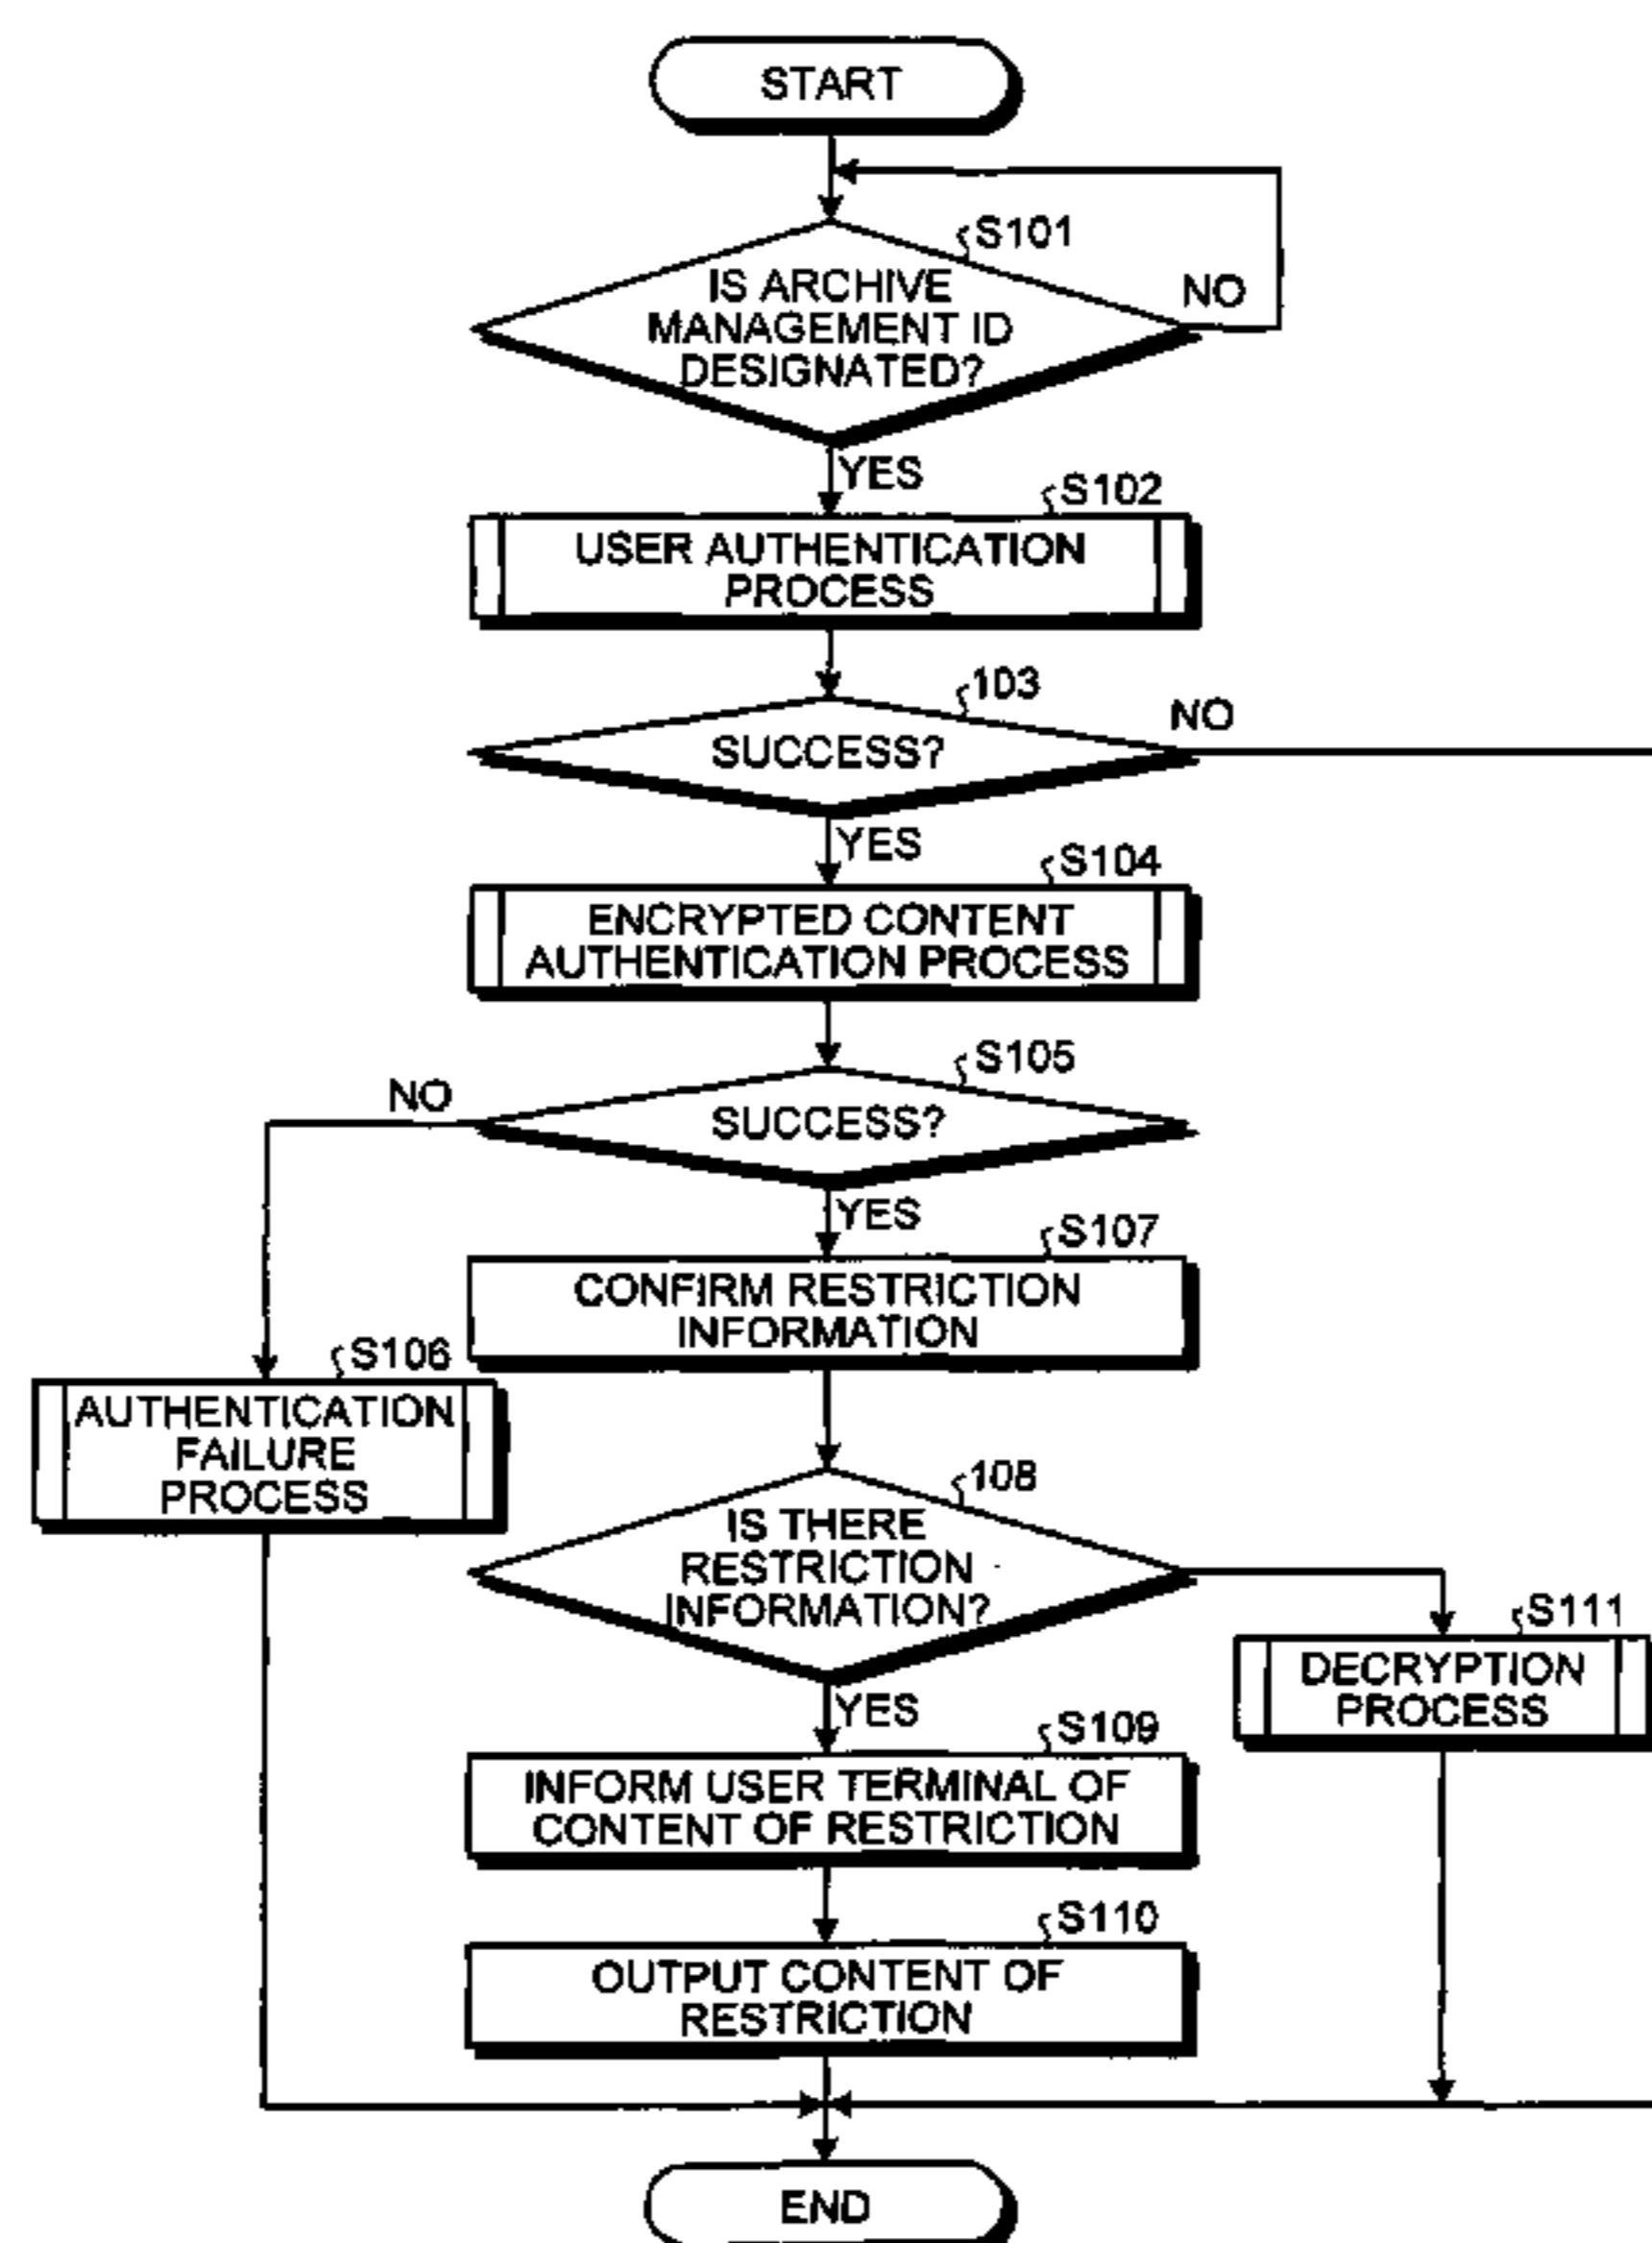 START
S101
IS ARCHIVE
MANAGEMENT ID
DESIGNATED?
NO
YES
S102
USER AUTHENTICATION
PROCESS
103
SUCCESS?
NO
YES
S104
ENCRYPTED CONTENT
AUTHENTICATION PROCESS
S105
SUCCESS?
NO
YES
S107
CONFIRM RESTRICTION
INFORMATION
S106
AUTHENTICATION
FAILURE
PROCESS
108
IS THERE
RESTRICTION
INFORMATION?
YES
S111
DECRYPTION
PROCESS
S109
INFORM USER TERMINAL OF
CONTENT OF RESTRICTION
S110
OUTPUT CONTENT OF
RESTRICTION
END